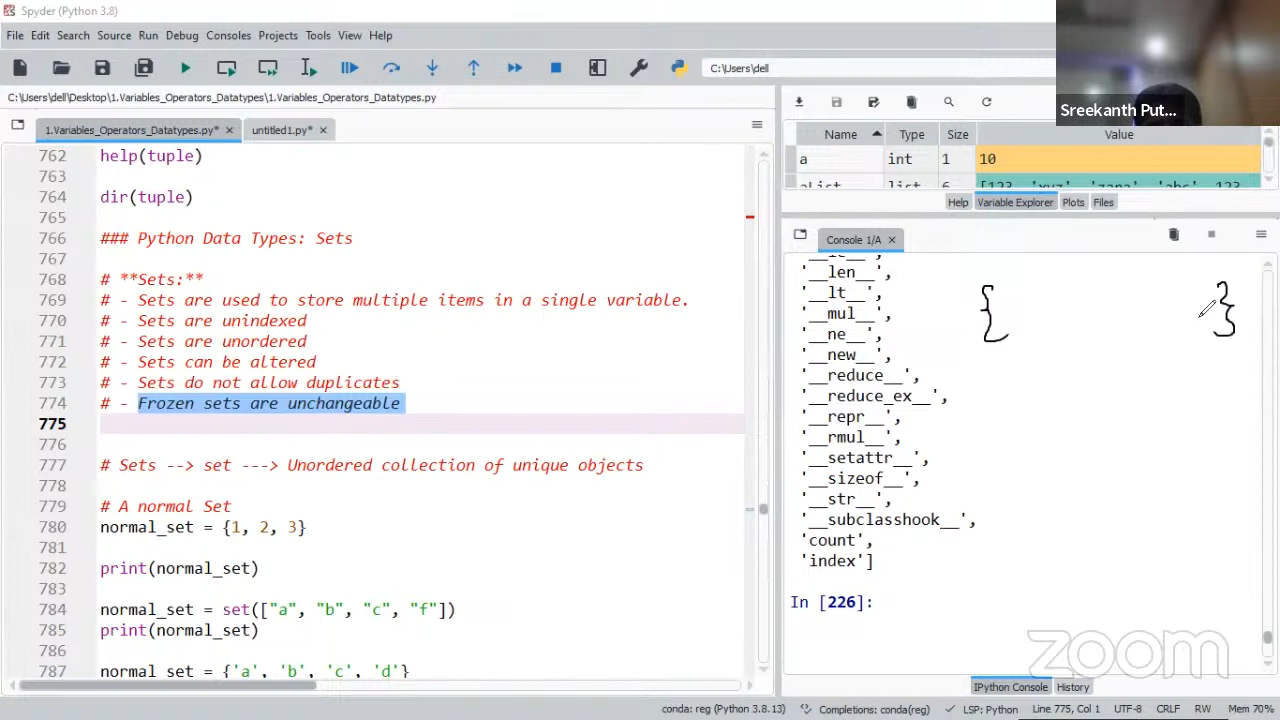 Spyder (Python 3.8)
File Edit Search Source Run Debug Consoles Projects Tools View Help
C:\Users\dell
C:\Users\dell\Desktop\1.Variables_Operators_Datatypes\1.Variables_Operators_Datatypes.py
1.Variables_Operators_Datatypes.py* untitled1.py*
762 help(tuple)
763
764 dir(tuple)
765
766 ### Python Data Types: Sets
767
768 # **Sets:**
769 # - Sets are used to store multiple items in a single variable.
770 # - Sets are unindexed
771 # - Sets are unordered
772 # - Sets can be altered
773 # - Sets do not allow duplicates
774 # - Frozen sets are unchangeable
775
776
777 # Sets --> set ---> Unordered collection of unique objects
778
779 # A normal Set
780 normal_set = {1, 2, 3}
781
782 print(normal_set)
783
784 normal_set = set(["a", "b", "c", "f"])
785 print(normal_set)
786
787 normal_set = {'a', 'b', 'c', 'd'}
Sreekanth Put...
Name Type Size Value
a int 1 10
aList list 6 [123, 'xyz', 'zara', 'abc', 123,
Help Variable Explorer Plots Files
Console 1/A
'__len__',
'__lt__',
'__mul__',
'__ne__',
'__new__',
'__reduce__',
'__reduce_ex__',
'__repr__',
'__rmul__',
'__setattr__',
'__sizeof__',
'__str__',
'__subclasshook__',
'count',
'index']
{ }
In [226]:
zoom
IPython Console History
conda: reg (Python 3.8.13) Completions: conda(reg) LSP: Python Line 775, Col 1 UTF-8 CRLF RW Mem 70%